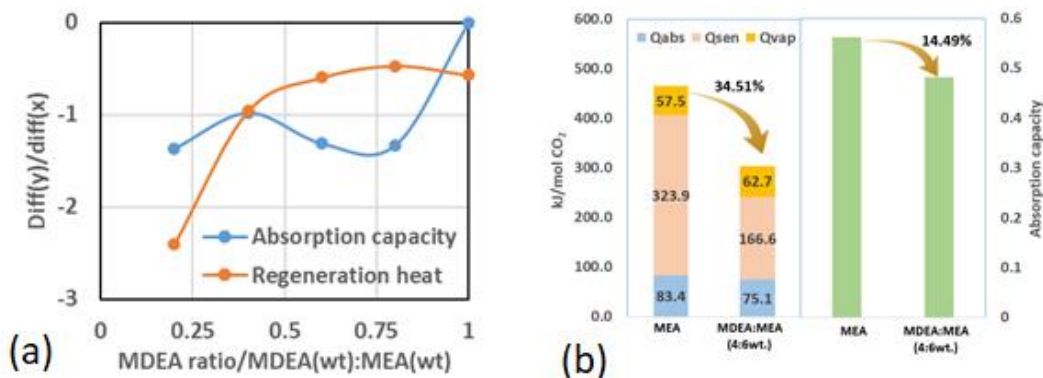 0
-1
-2
-3
Diff(y)/diff(x)
Absorption capacity
Regeneration heat
0 0.25 0.5 0.75 1
MDEA ratio/MDEA(wt):MEA(wt)
(a)
600.0
500.0
400.0
300.0
200.0
100.0
0.0
kJ/mol CO₂
Qabs Qsen Qvap
34.51%
57.5
323.9
83.4
62.7
166.6
75.1
MEA
MDEA:MEA
(4:6wt.)
14.49%
MEA
MDEA:MEA
(4:6wt.)
0.6
0.5
0.4
0.3
0.2
0.1
0
Absorption capacity
(b)